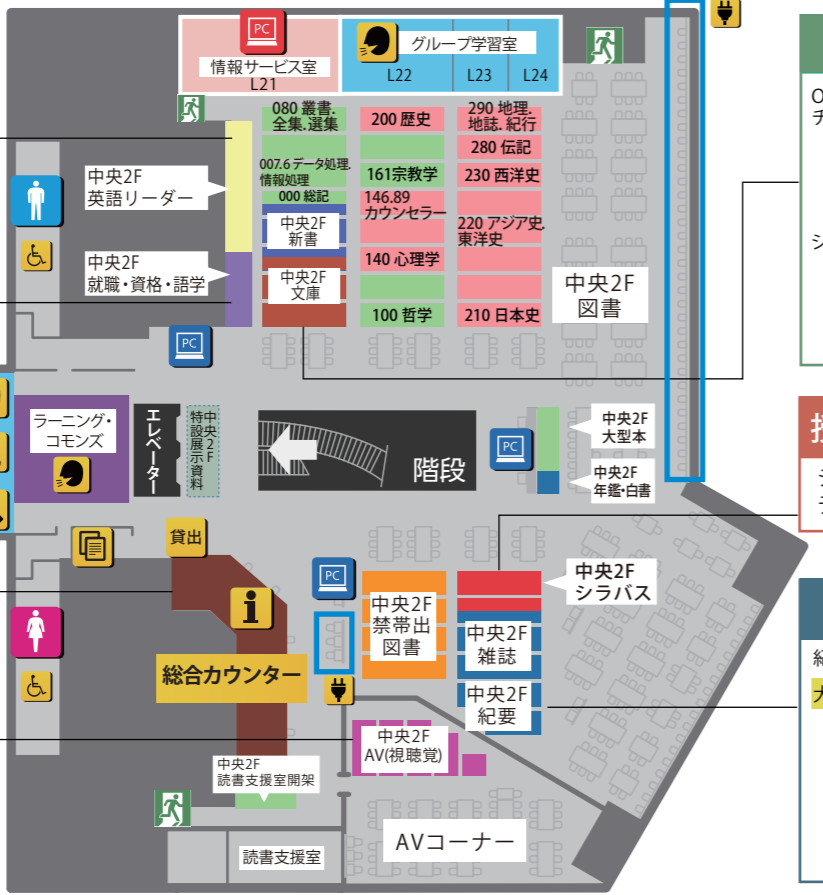 PC
情報サービス室
L21
グループ学習室
L22
L23
L24
080 叢書.
全集.選集
200 歴史
290 地理.
地誌. 紀行
280 伝記
007.6 データ処理.
情報処理
161宗教学
230 西洋史
000 総記
146.89
カウンセラー
中央2F
英語リーダー
中央2F
新書
220 アジア史.
東洋史
中央2F
就職・資格・語学
中央2F
文庫
140 心理学
中央2F
図書
100 哲学
210 日本史
PC
ラーニング・
コモンズ
エレベーター
中央2F
特設展示資料
階段
PC
中央2F
大型本
中央2F
年鑑・白書
貸出
PC
中央2F
シラバス
中央2F
禁帯出
図書
中央2F
雑誌
総合カウンター
中央2F
紀要
中央2F
AV(視聴覚)
中央2F
読書支援室開架
AVコーナー
読書支援室